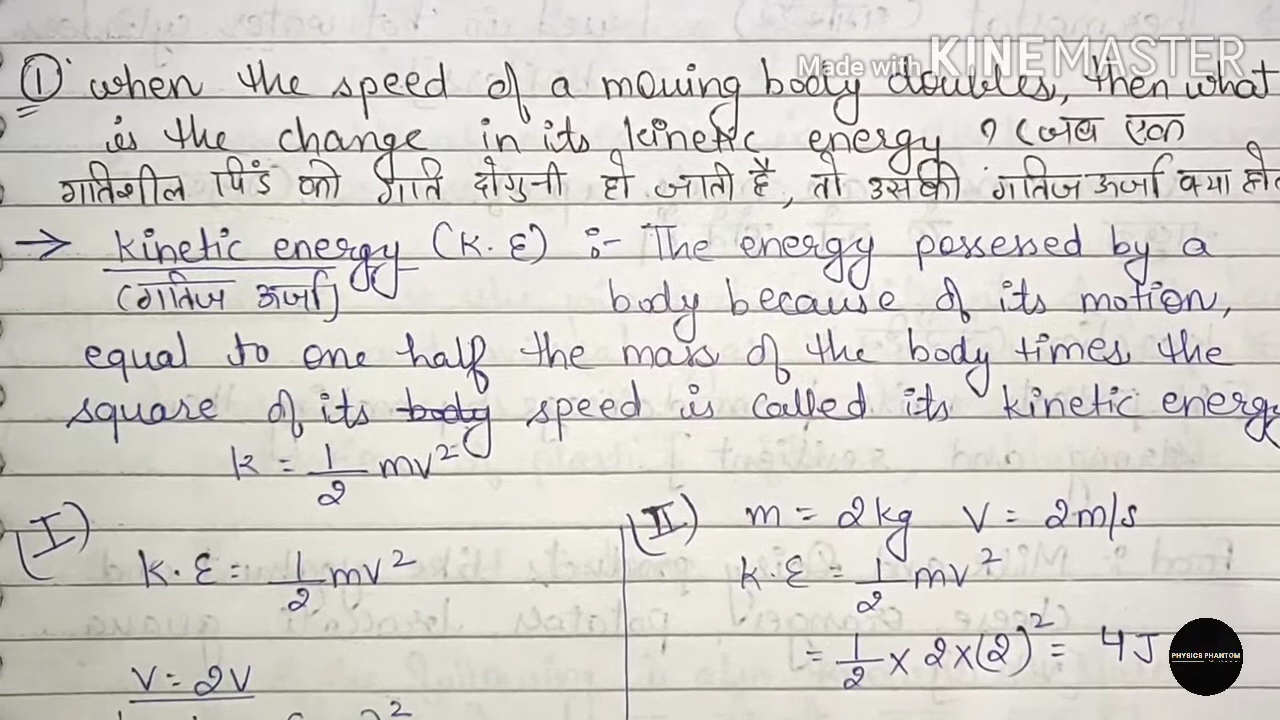 Made with KINEMASTER
① when the speed of a moving body doubles, then what
is the change in its kinetic energy ? (जब एक
गतिशील पिंड की गति दोगुनी हो जाती है, तो उसकी गतिज ऊर्जा क्या
→ kinetic energy (K.E) :- The energy possessed by a
(गतिज ऊर्जा) body because of its motion,
equal to one half the mass of the body times the
square of its body speed is called its kinetic energy
k = 1/2 mv²
(I)
K.E = 1/2 mv²
V = 2V
(II) m = 2kg V = 2m/s
K.E = 1/2 mv²
= 1/2 × 2×(2)² = 4J
PHYSICS PHANTOM